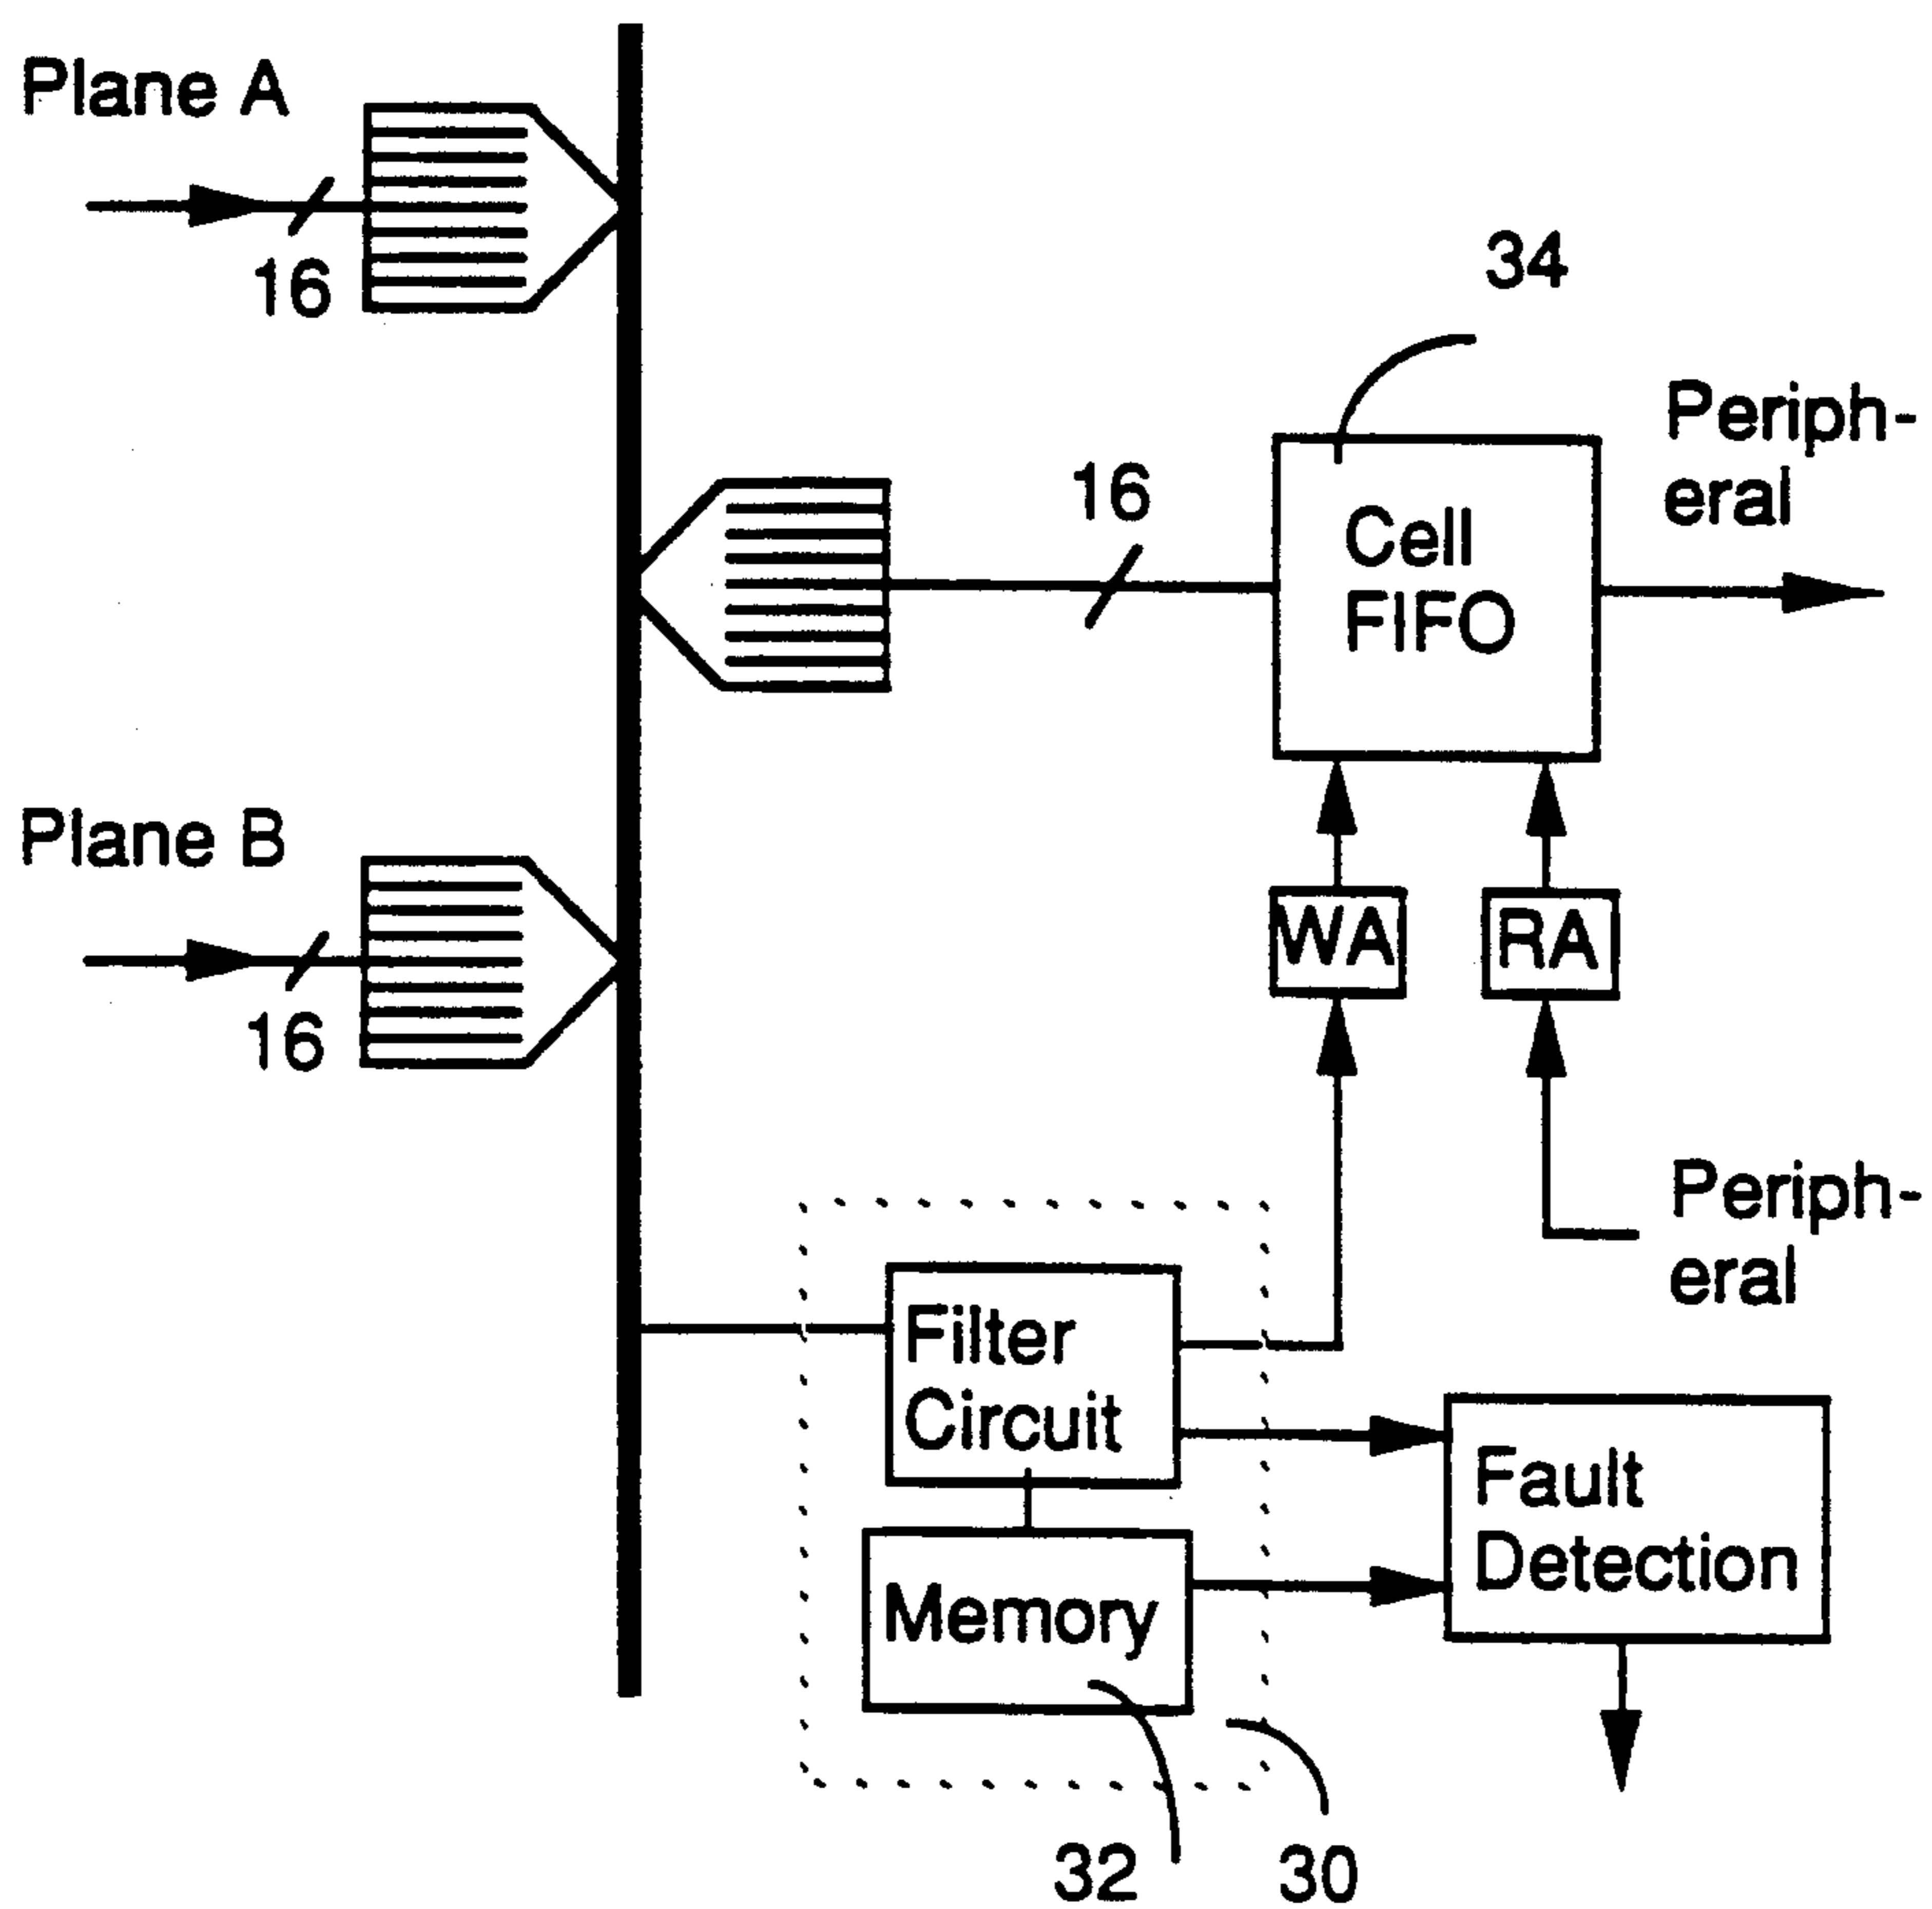 Plane A
16
34
Periph-
eral
16
Cell
FIFO
Plane B
16
WA
RA
Periph-
eral
Filter
Circuit
Fault
Detection
Memory
32
30